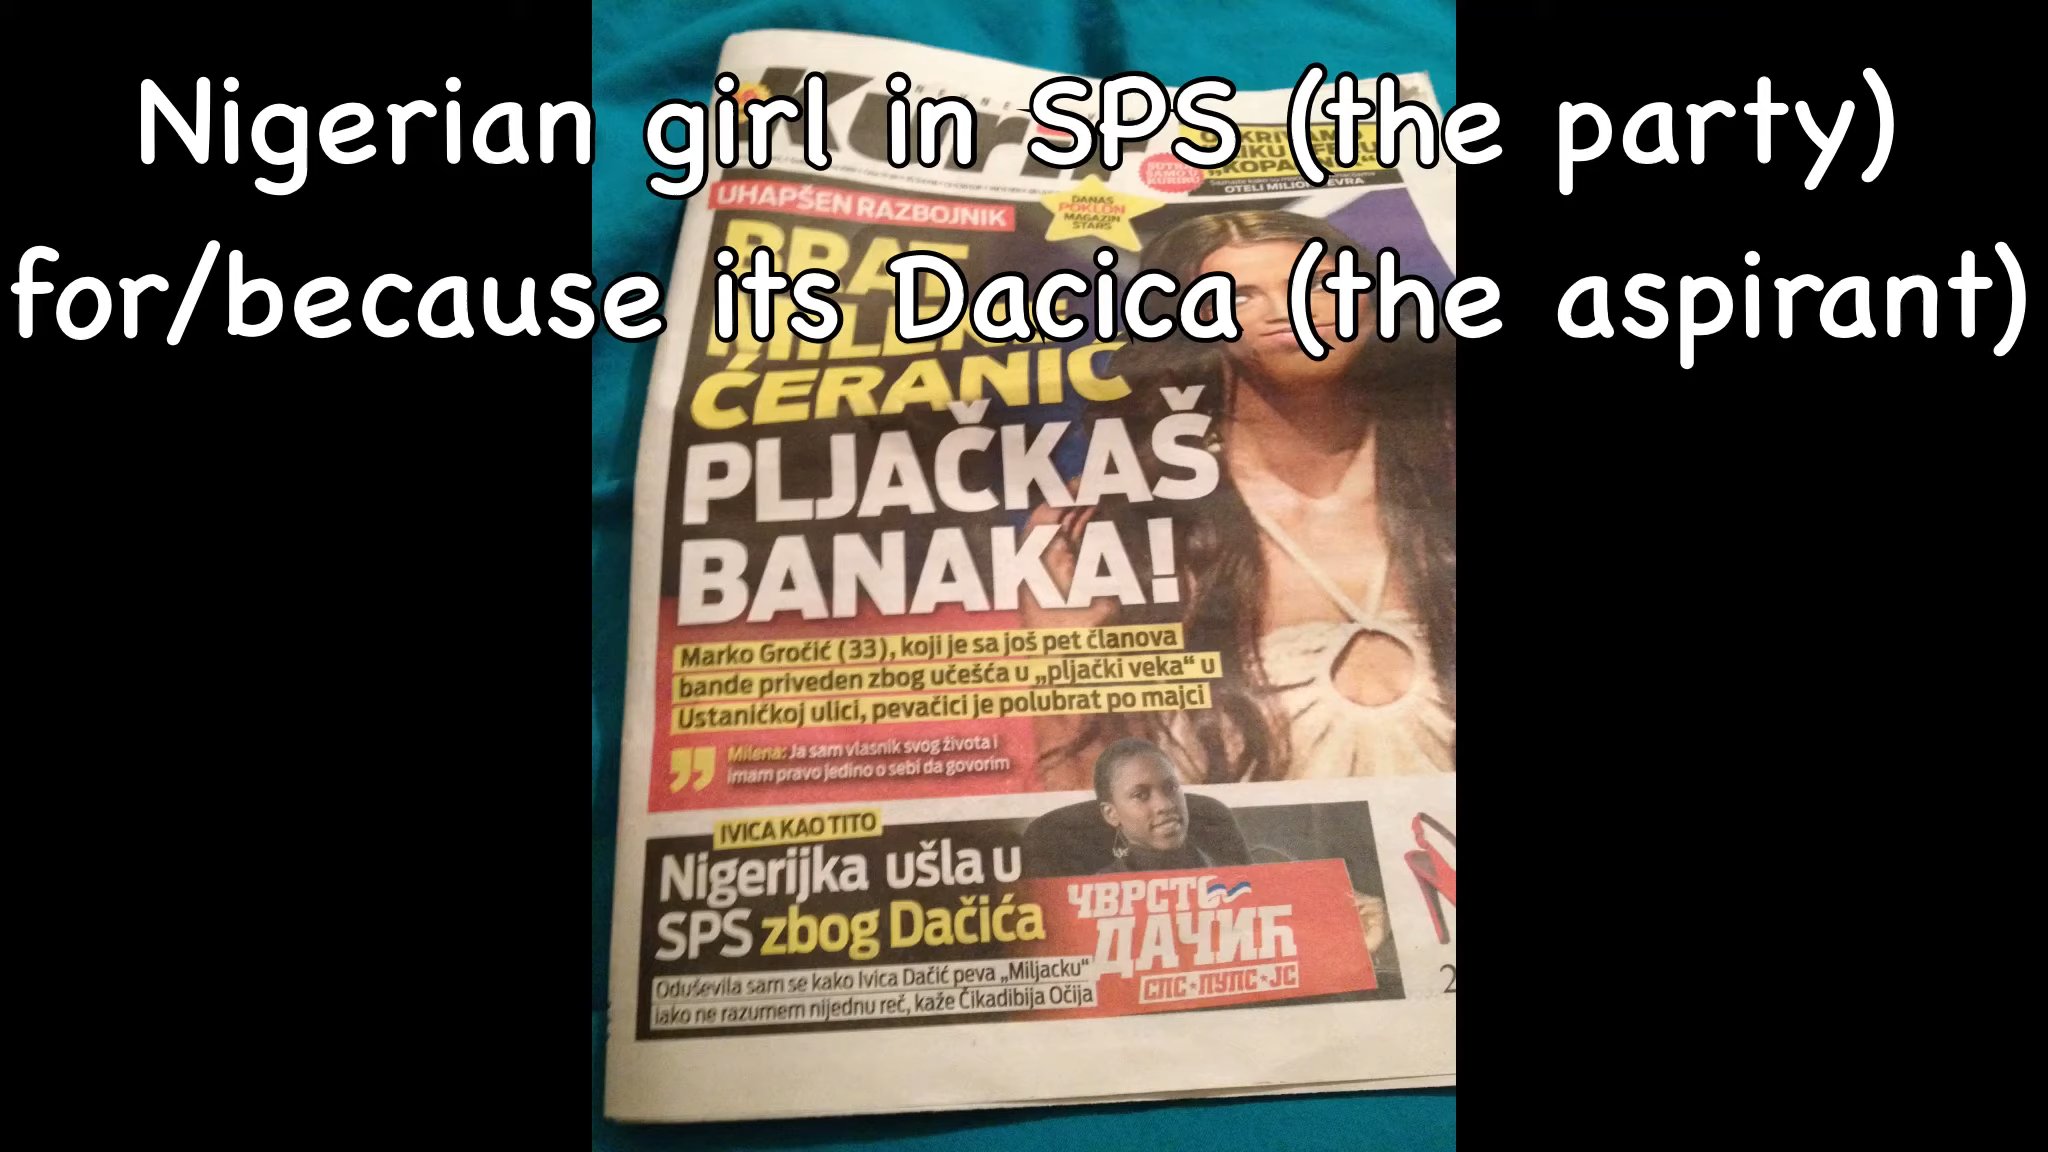 Nigerian girl in SPS (the party)
for/because its Dacica (the aspirant)
UHAPŠEN RAZBOJNIK
DANAS
POKLON
MAGAZIN
STARS
BRAT
ĆERANIĆ
PLJAČKAŠ
BANAKA!
Marko Gročić (33), koji je sa još pet članova
bande priveden zbog učešća u „pljački veka“ u
Ustaničkoj ulici, pevačici je polubrat po majci
Milena: Ja sam vlasnik svog života i
imam pravo jedino o sebi da govorim
IVICA KAO TITO
Nigerijka ušla u
SPS zbog Dačića
Oduševila sam se kako Ivica Dačić peva „Miljacku“
iako ne razumem nijednu reč, kaže Čikadibija Očija
ЧВРСТО
ДАЧИЋ
СПС★ПУПС★ЈС